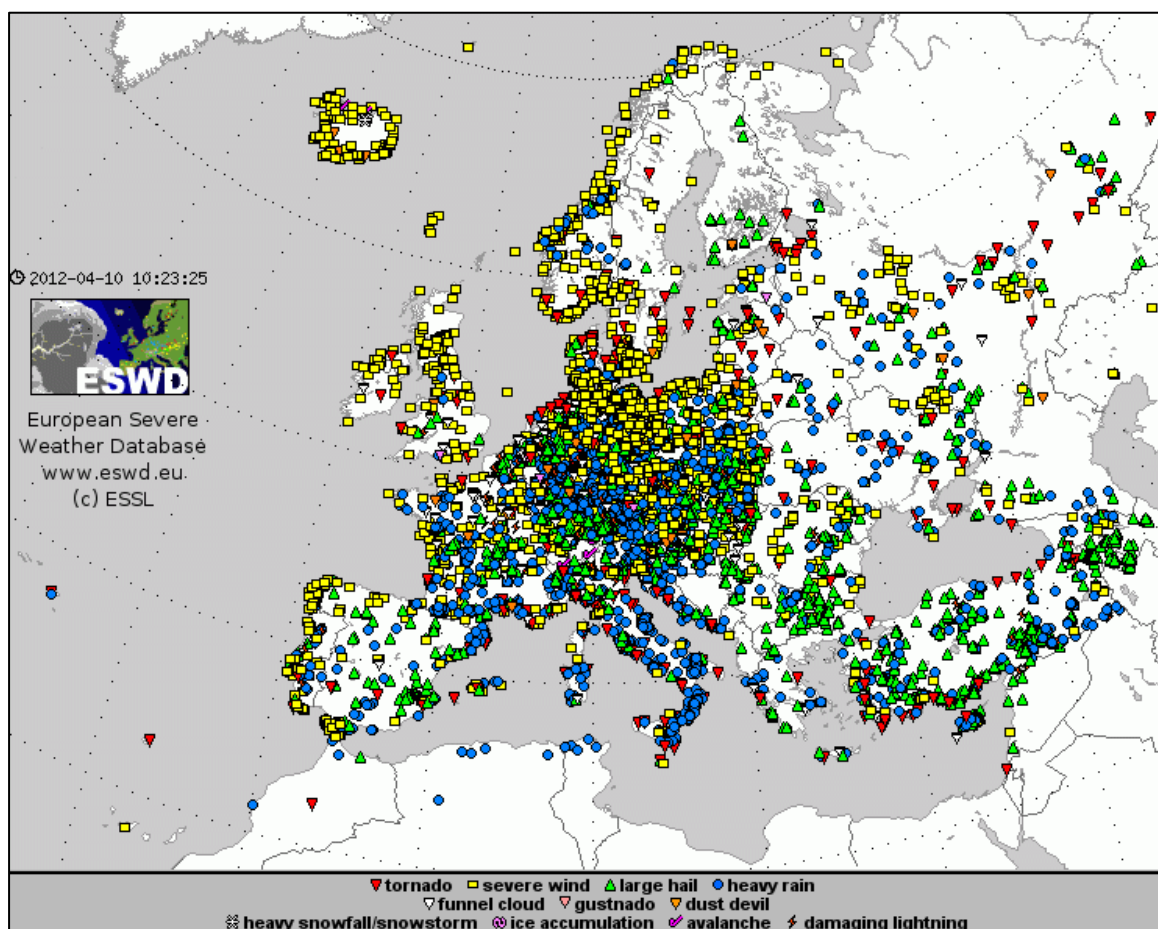 2012-04-10 10:23:25
ESWD
European Severe
Weather Database
www.eswd.eu
(c) ESSL
tornado severe wind large hail heavy rain
funnel cloud gustnado dust devil
heavy snowfall/snowstorm ice accumulation avalanche damaging lightning